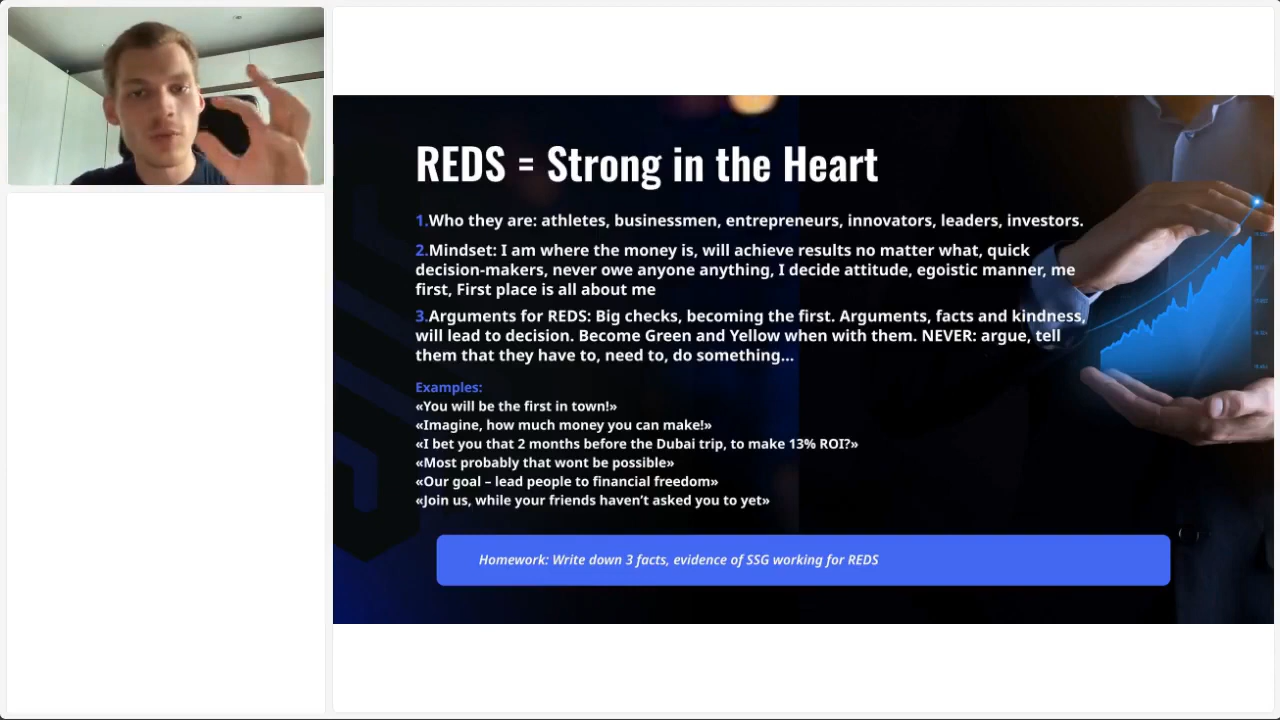 REDS = Strong in the Heart
1.Who they are: athletes, businessmen, entrepreneurs, innovators, leaders, investors.
2.Mindset: I am where the money is, will achieve results no matter what, quick
decision-makers, never owe anyone anything, I decide attitude, egoistic manner, me
first, First place is all about me
3.Arguments for REDS: Big checks, becoming the first. Arguments, facts and kindness,
will lead to decision. Become Green and Yellow when with them. NEVER: argue, tell
them that they have to, need to, do something...
Examples:
«You will be the first in town!»
«Imagine, how much money you can make!»
«I bet you that 2 months before the Dubai trip, to make 13% ROI?»
«Most probably that wont be possible»
«Our goal – lead people to financial freedom»
«Join us, while your friends haven’t asked you to yet»
Homework: Write down 3 facts, evidence of SSG working for REDS